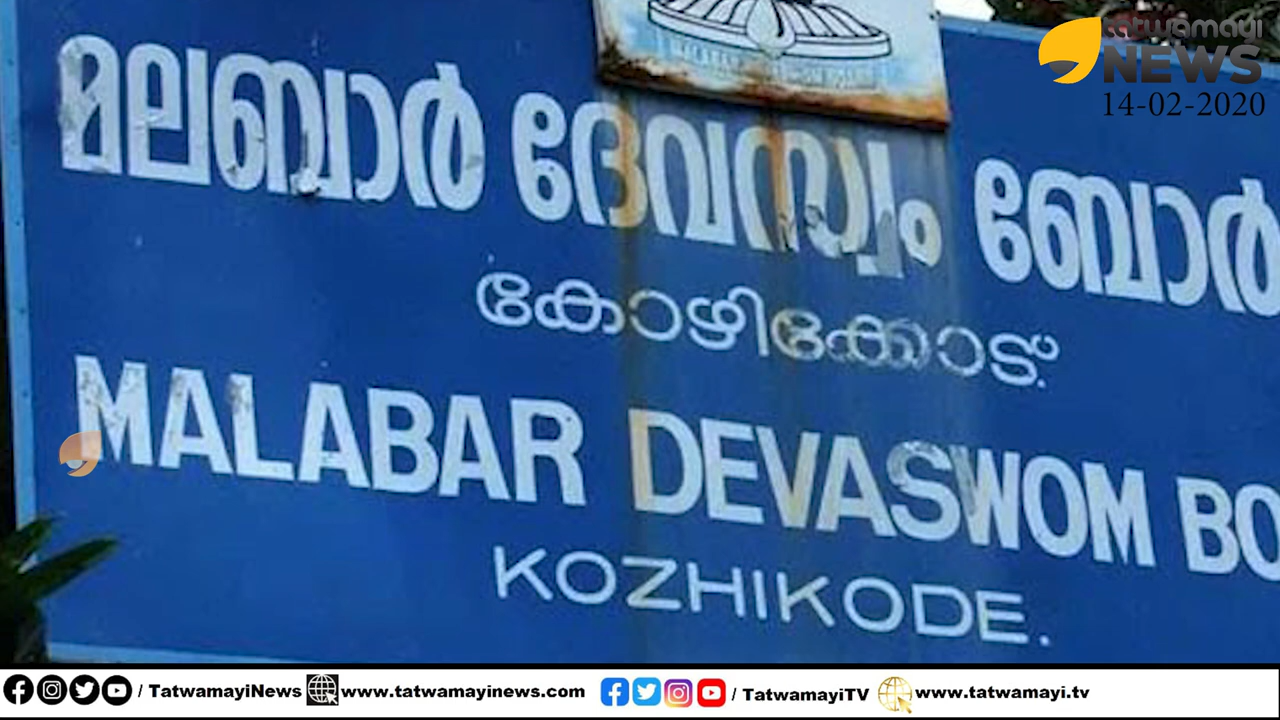 tatwamayi
NEWS
14-02-2020
മലബാർ ദേവസ്വം ബോർ
കോഴിക്കോട്.
MALABAR DEVASWOM BO
KOZHIKODE.
/ TatwamayiNews www.tatwamayinews.com / TatwamayiTV www.tatwamayi.tv